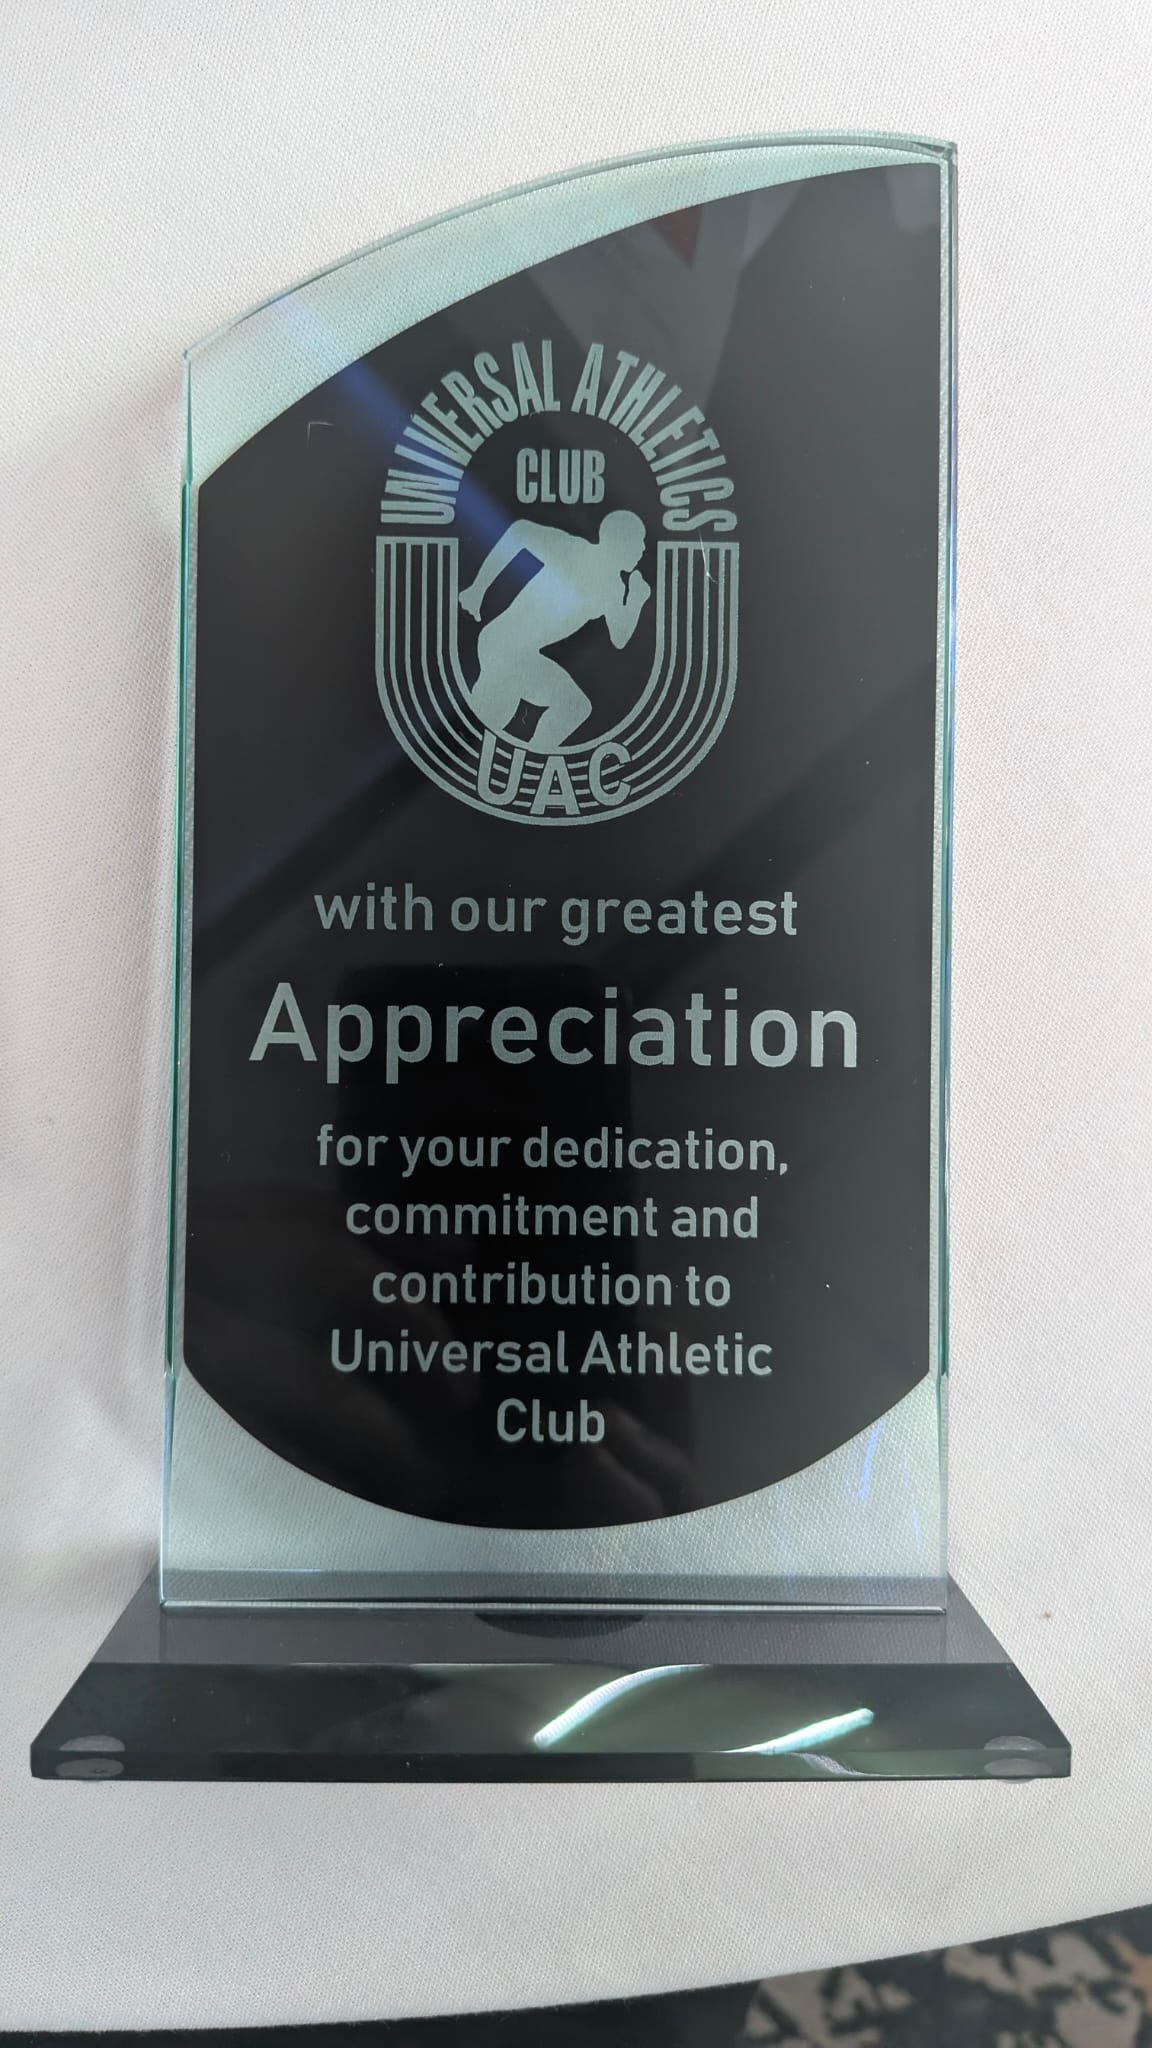 UNIVERSAL ATHLETICS
CLUB
UAC
with our greatest
Appreciation
for your dedication,
commitment and
contribution to
Universal Athletic
Club